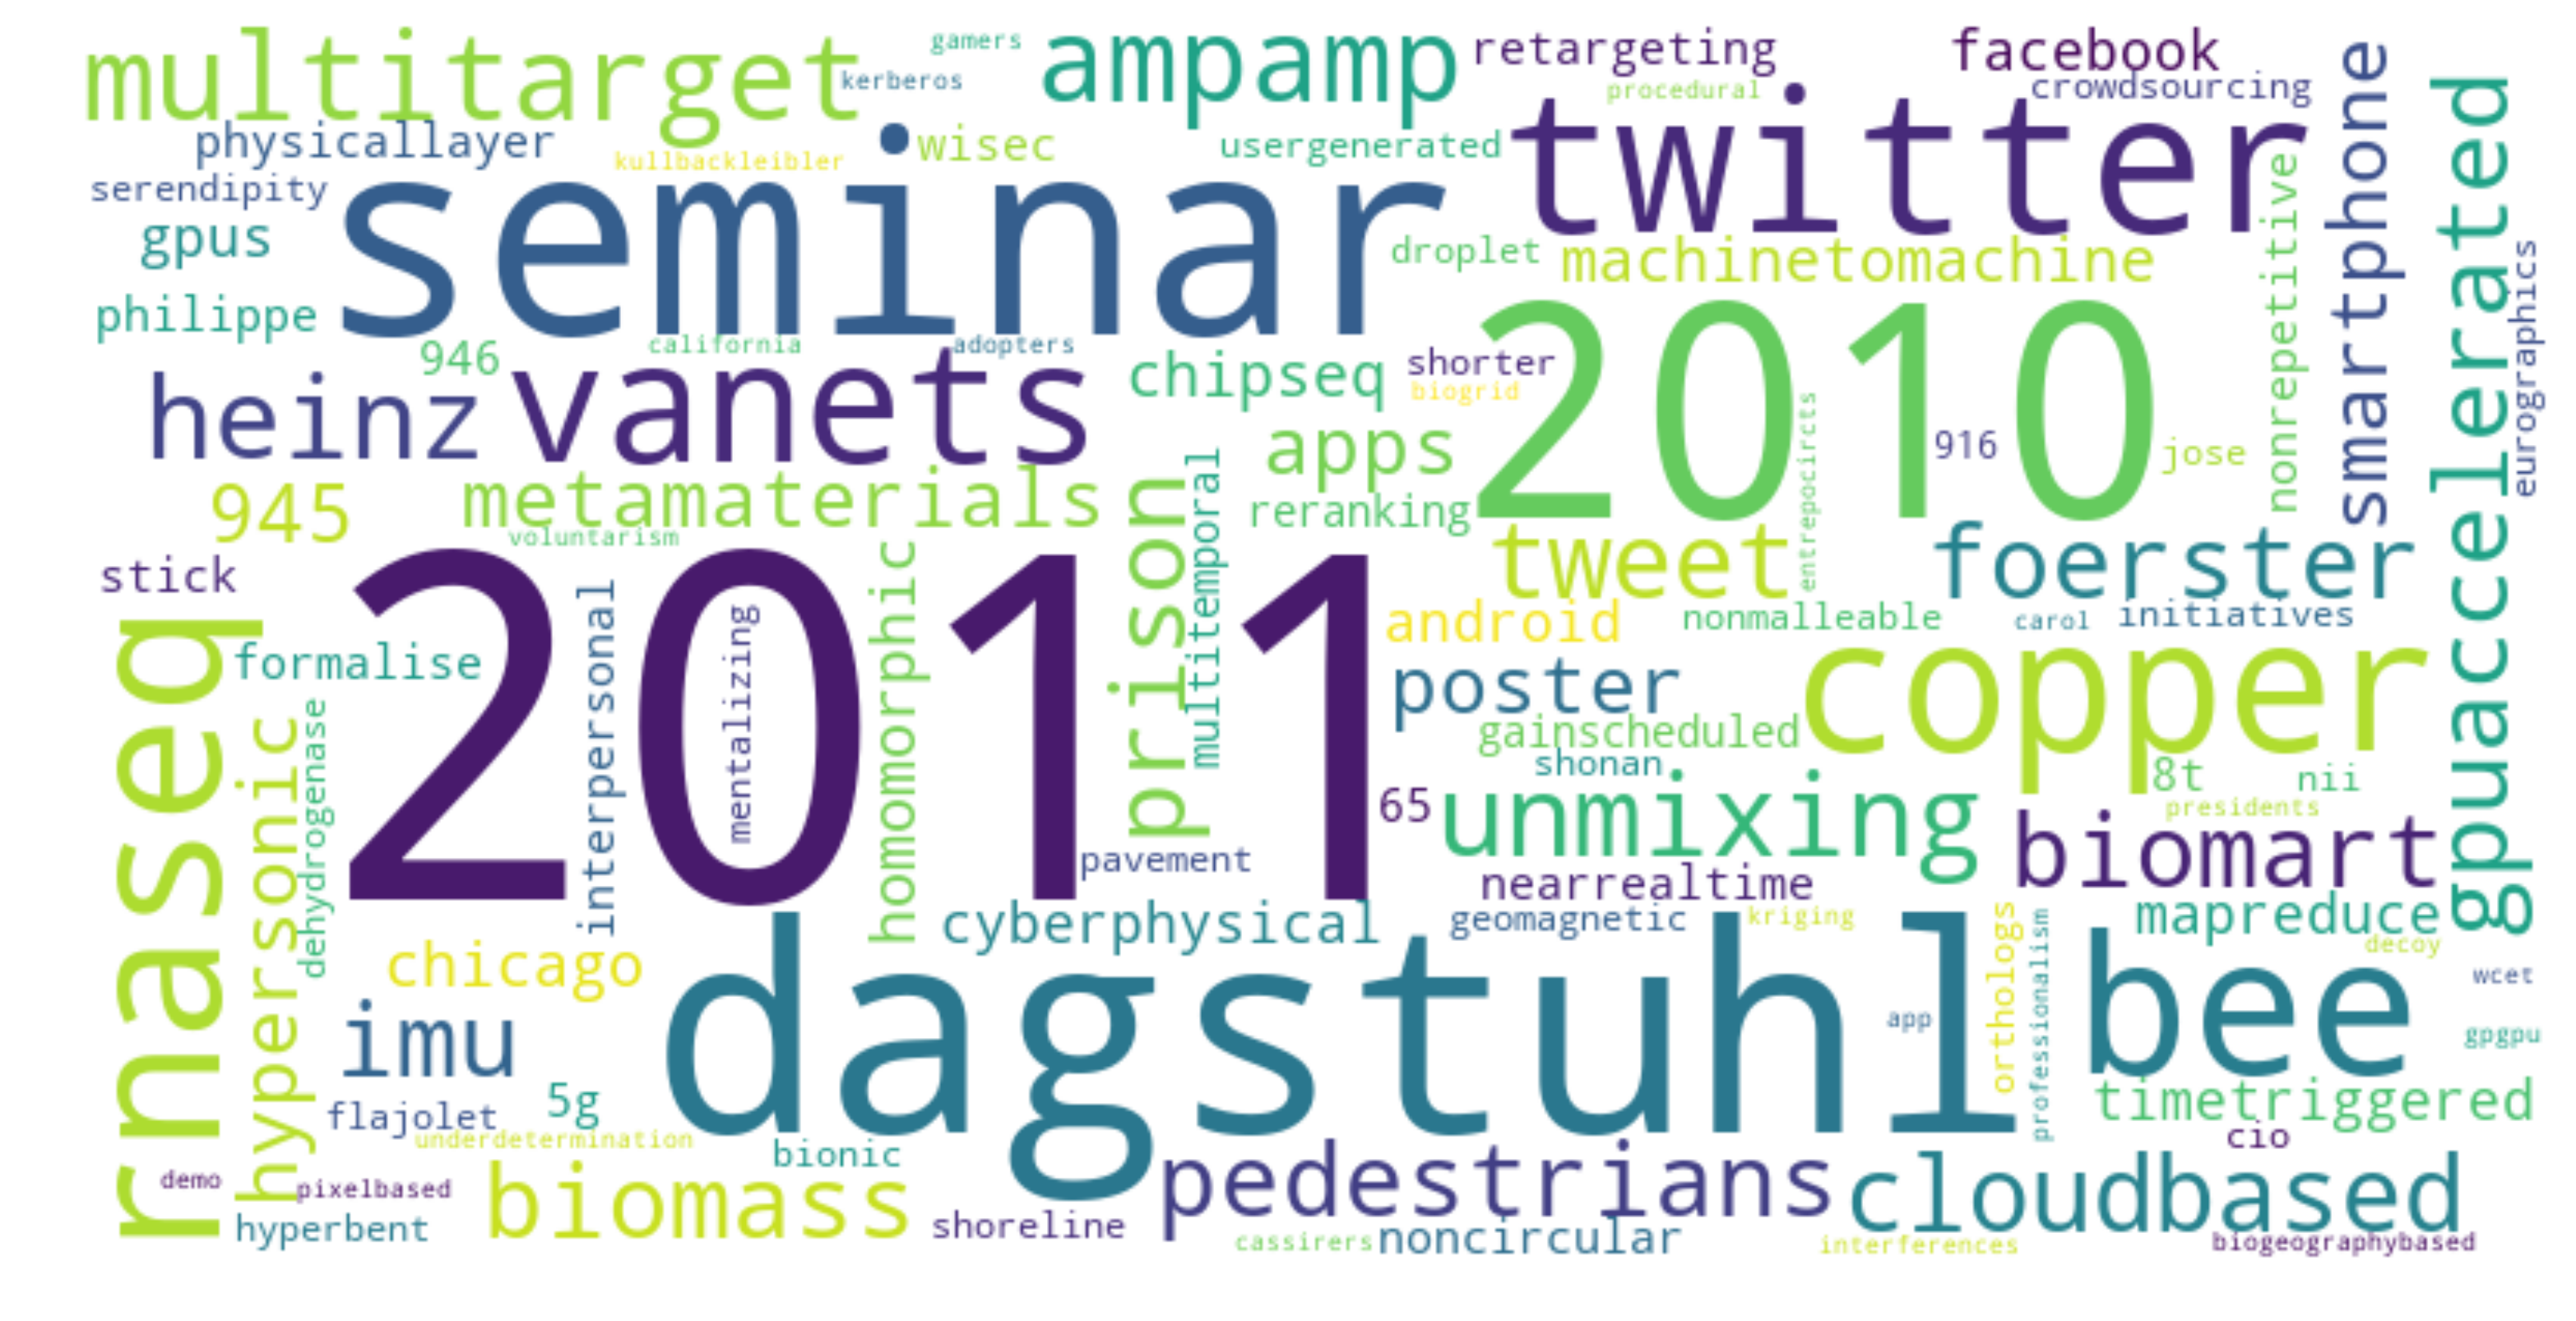 multitarget
gamers
kerberos
ampamp
retargeting
procedural
facebook
crowdsourcing
physicallayer
kullbackleibler
wisec
usergenerated
twitter
smartphone
gpuaccelerated
serendipity
gpus
seminar
droplet
machinetomachine
nonrepetitive
eurographics
philippe
946
california
adopters
chipseq
shorter
biogrid
2010
916
jose
heinz
vanets
apps
945
metamaterials
voluntarism
prison
multitemporal
reranking
entrepocircts
tweet
foerster
stick
2011
mentalizing
interpersonal
homomorphic
android
nonmalleable
carol
initiatives
rnaseq
formalise
hypersonic
dehydrogenase
poster
copper
gainscheduled
shonan
8t
nii
65
unmixing
presidents
biomart
pavement
nearrealtime
cyberphysical
geomagnetic
kriging
mapreduce
decoy
chicago
dagstuhl
app
orthologs
professionalism
bee
wcet
gpgpu
imu
5g
flajolet
underdetermination
bionic
timetriggered
cio
demo
pixelbased
biomass
pedestrians
cloudbased
hyperbent
shoreline
cassirers
noncircular
interferences
biogeographybased